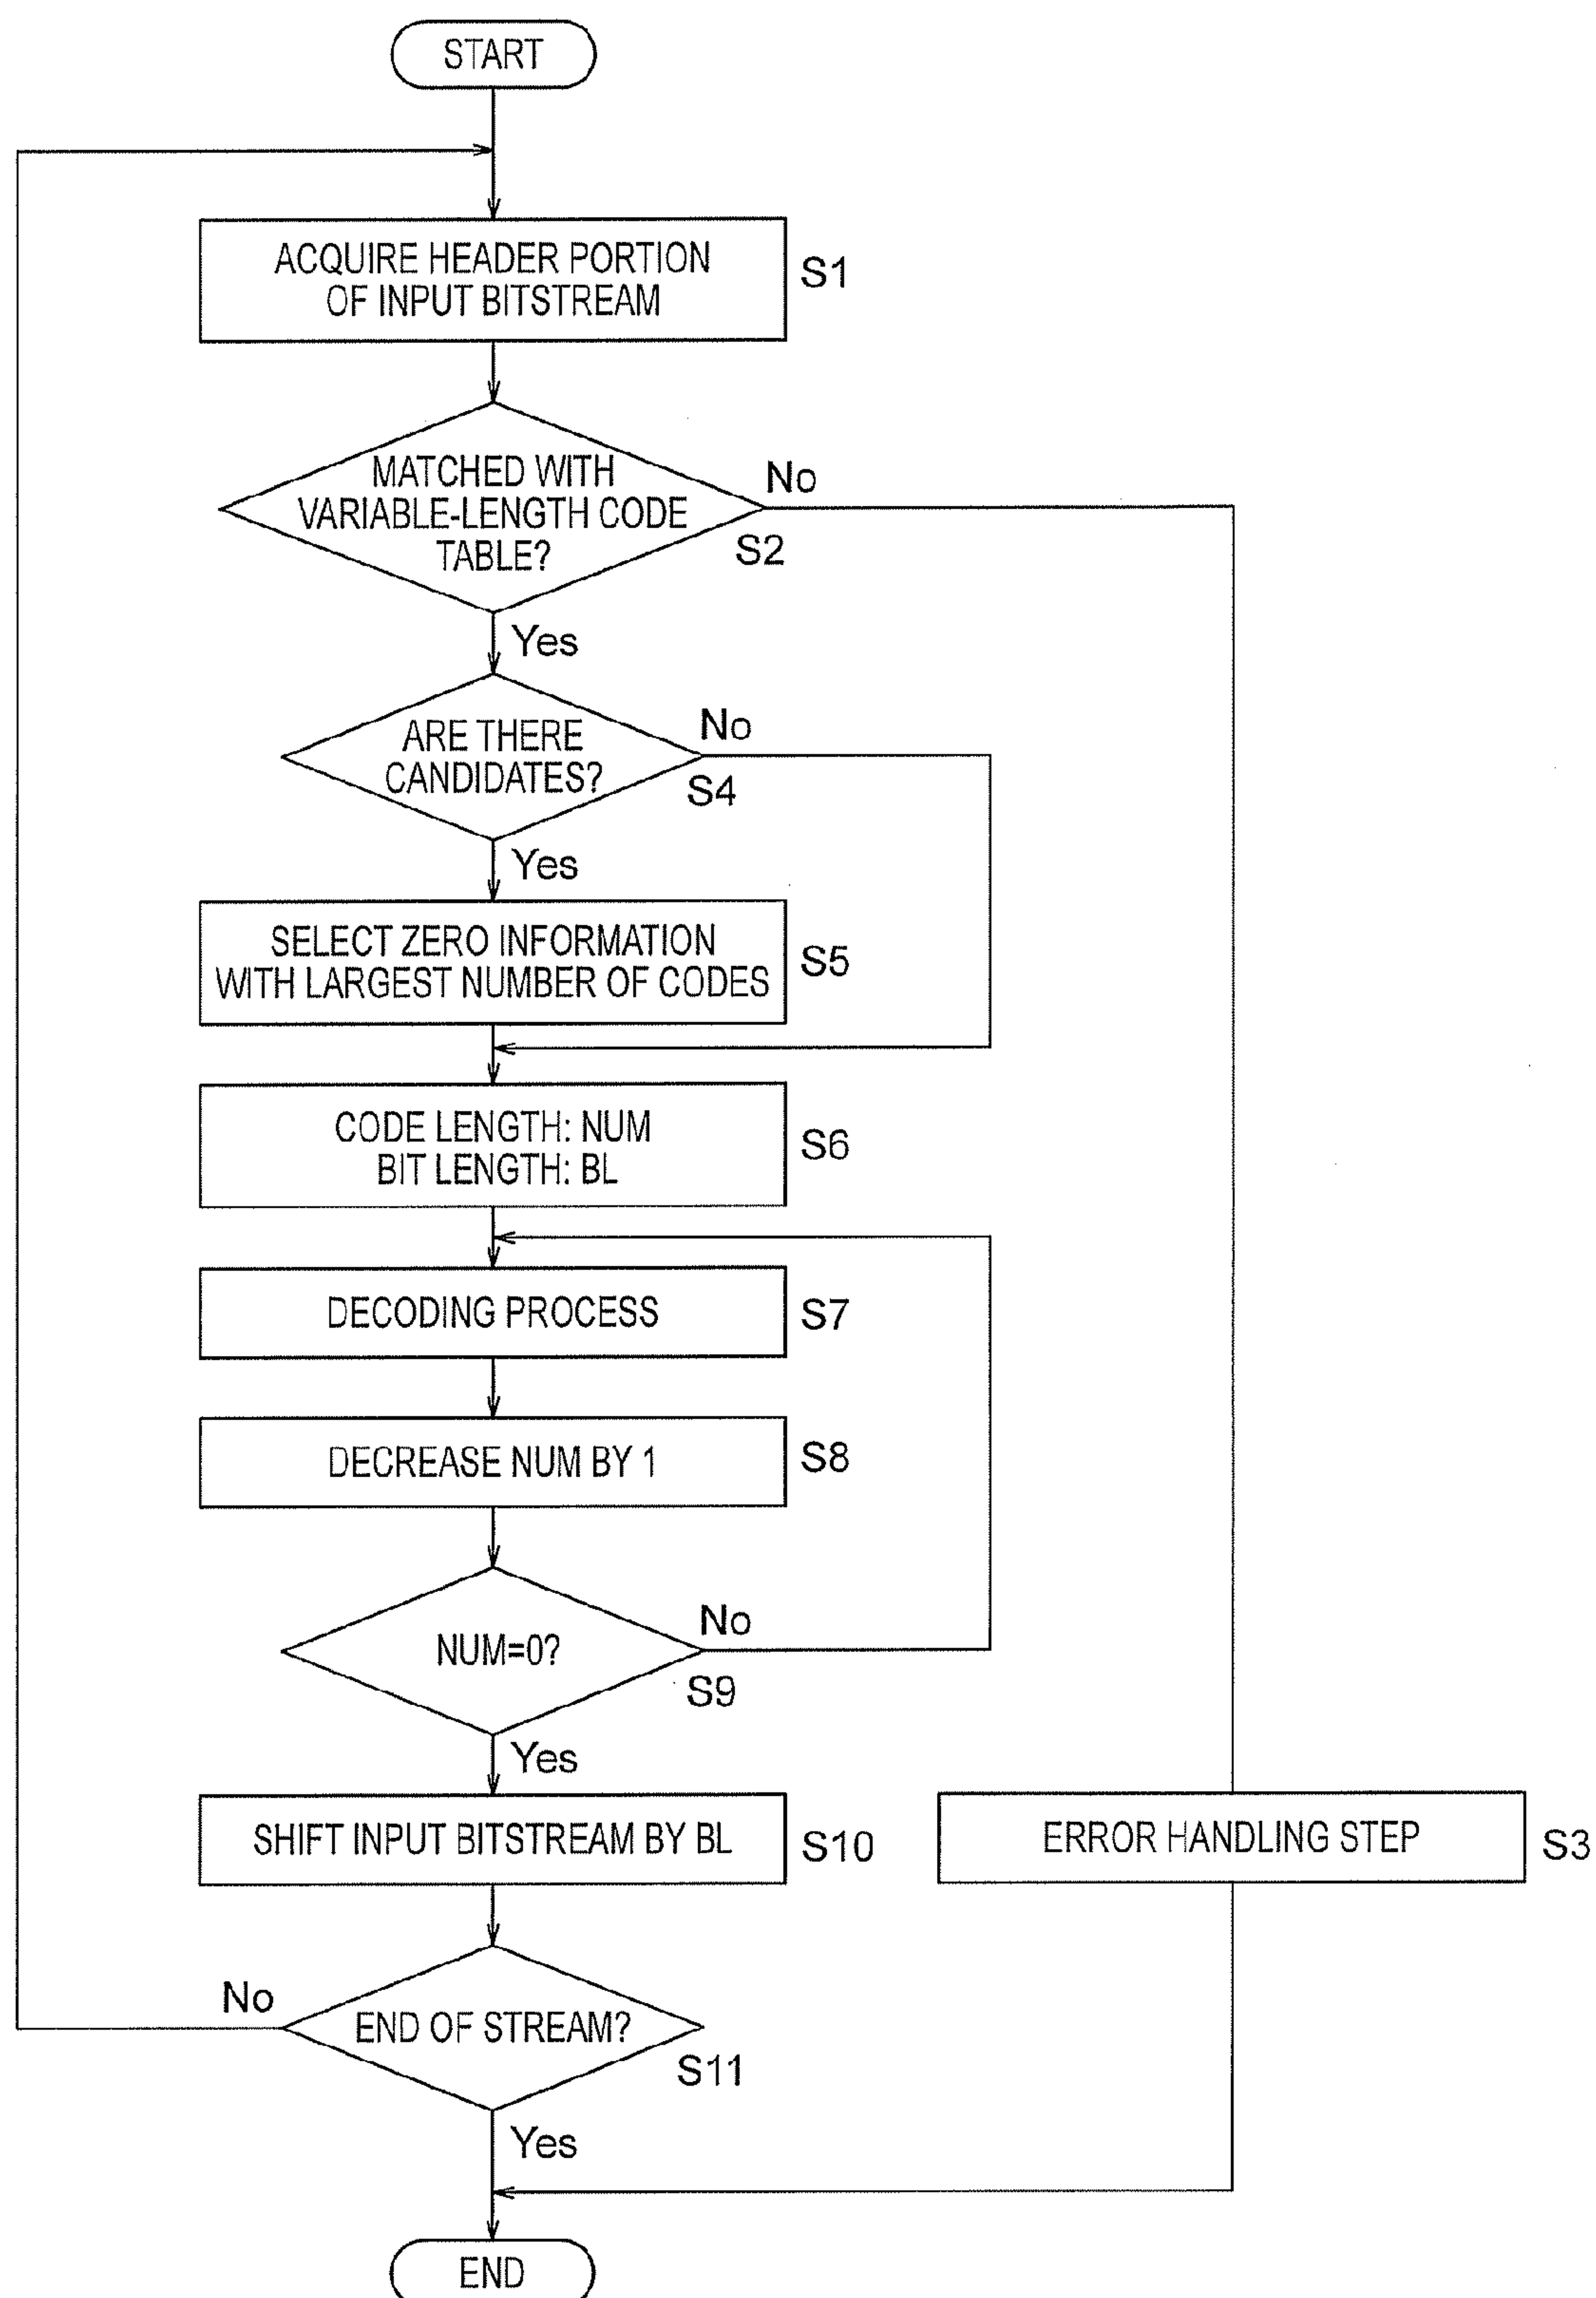 START
ACQUIRE HEADER PORTION
OF INPUT BITSTREAM
S1
MATCHED WITH
VARIABLE-LENGTH CODE
TABLE?
No
S2
Yes
ARE THERE
CANDIDATES?
No
S4
Yes
SELECT ZERO INFORMATION
WITH LARGEST NUMBER OF CODES
S5
CODE LENGTH: NUM
BIT LENGTH: BL
S6
DECODING PROCESS
S7
DECREASE NUM BY 1
S8
NUM=0?
No
S9
Yes
SHIFT INPUT BITSTREAM BY BL
S10
ERROR HANDLING STEP
S3
No
END OF STREAM?
S11
Yes
END